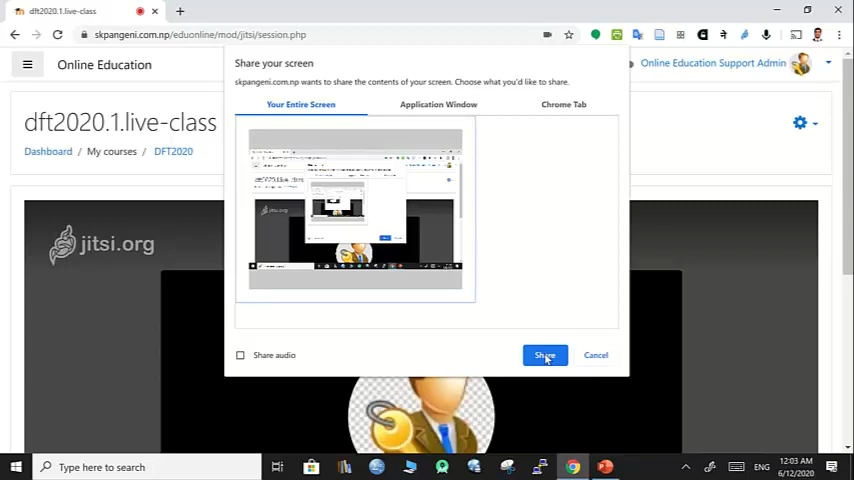 dft2020.1.live-class
skpangeni.com.np/eduonline/mod/jitsi/session.php
Online Education
Online Education Support Admin
Share your screen
skpangeni.com.np wants to share the contents of your screen. Choose what you'd like to share.
Your Entire Screen
Application Window
Chrome Tab
dft2020.1.live-class
Dashboard / My courses / DFT2020
jitsi.org
Share audio
Share
Cancel
Type here to search
ENG
12:03 AM
6/12/2020